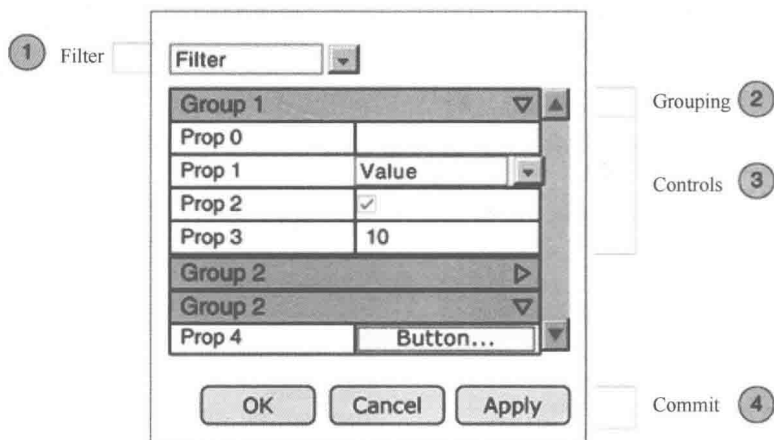 1 Filter
Filter
Group 1
Grouping 2
Prop 0
Prop 1 Value
Controls 3
Prop 2
Prop 3 10
Group 2
Group 2
Prop 4 Button...
OK Cancel Apply
Commit 4